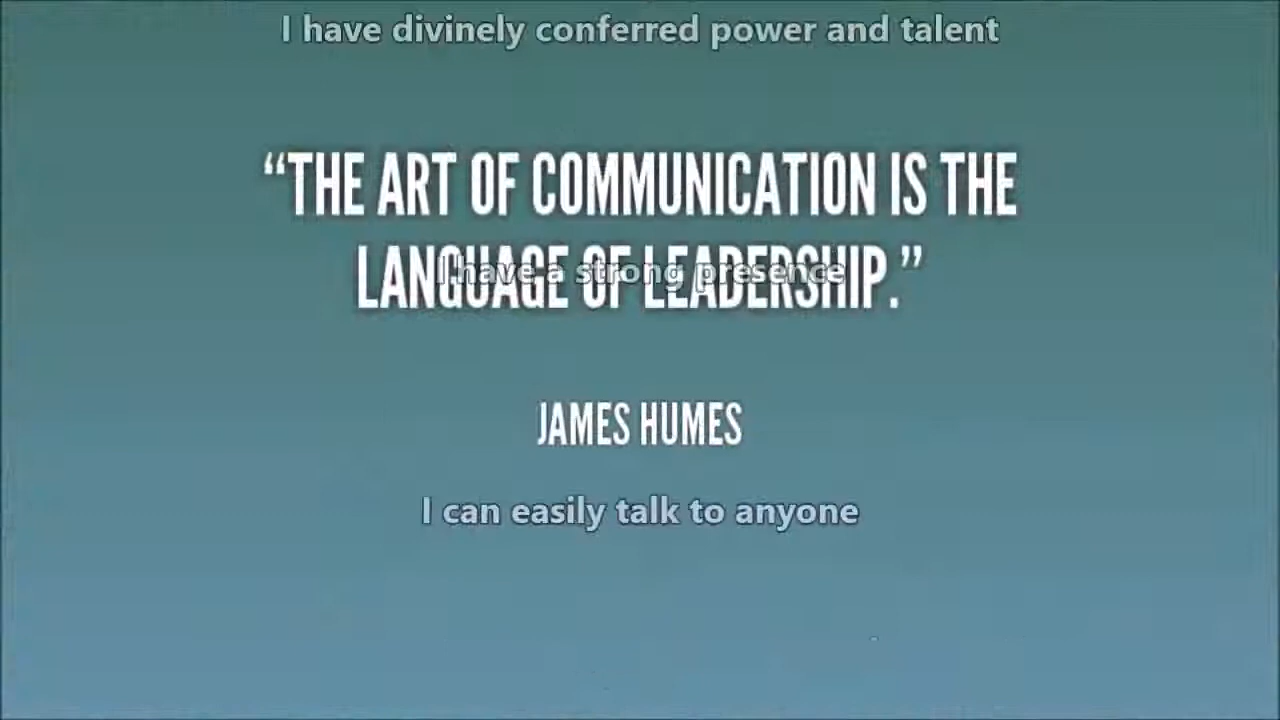 I have divinely conferred power and talent
“THE ART OF COMMUNICATION IS THE
LANGUAGE OF LEADERSHIP.”
I have a strong presence
JAMES HUMES
I can easily talk to anyone